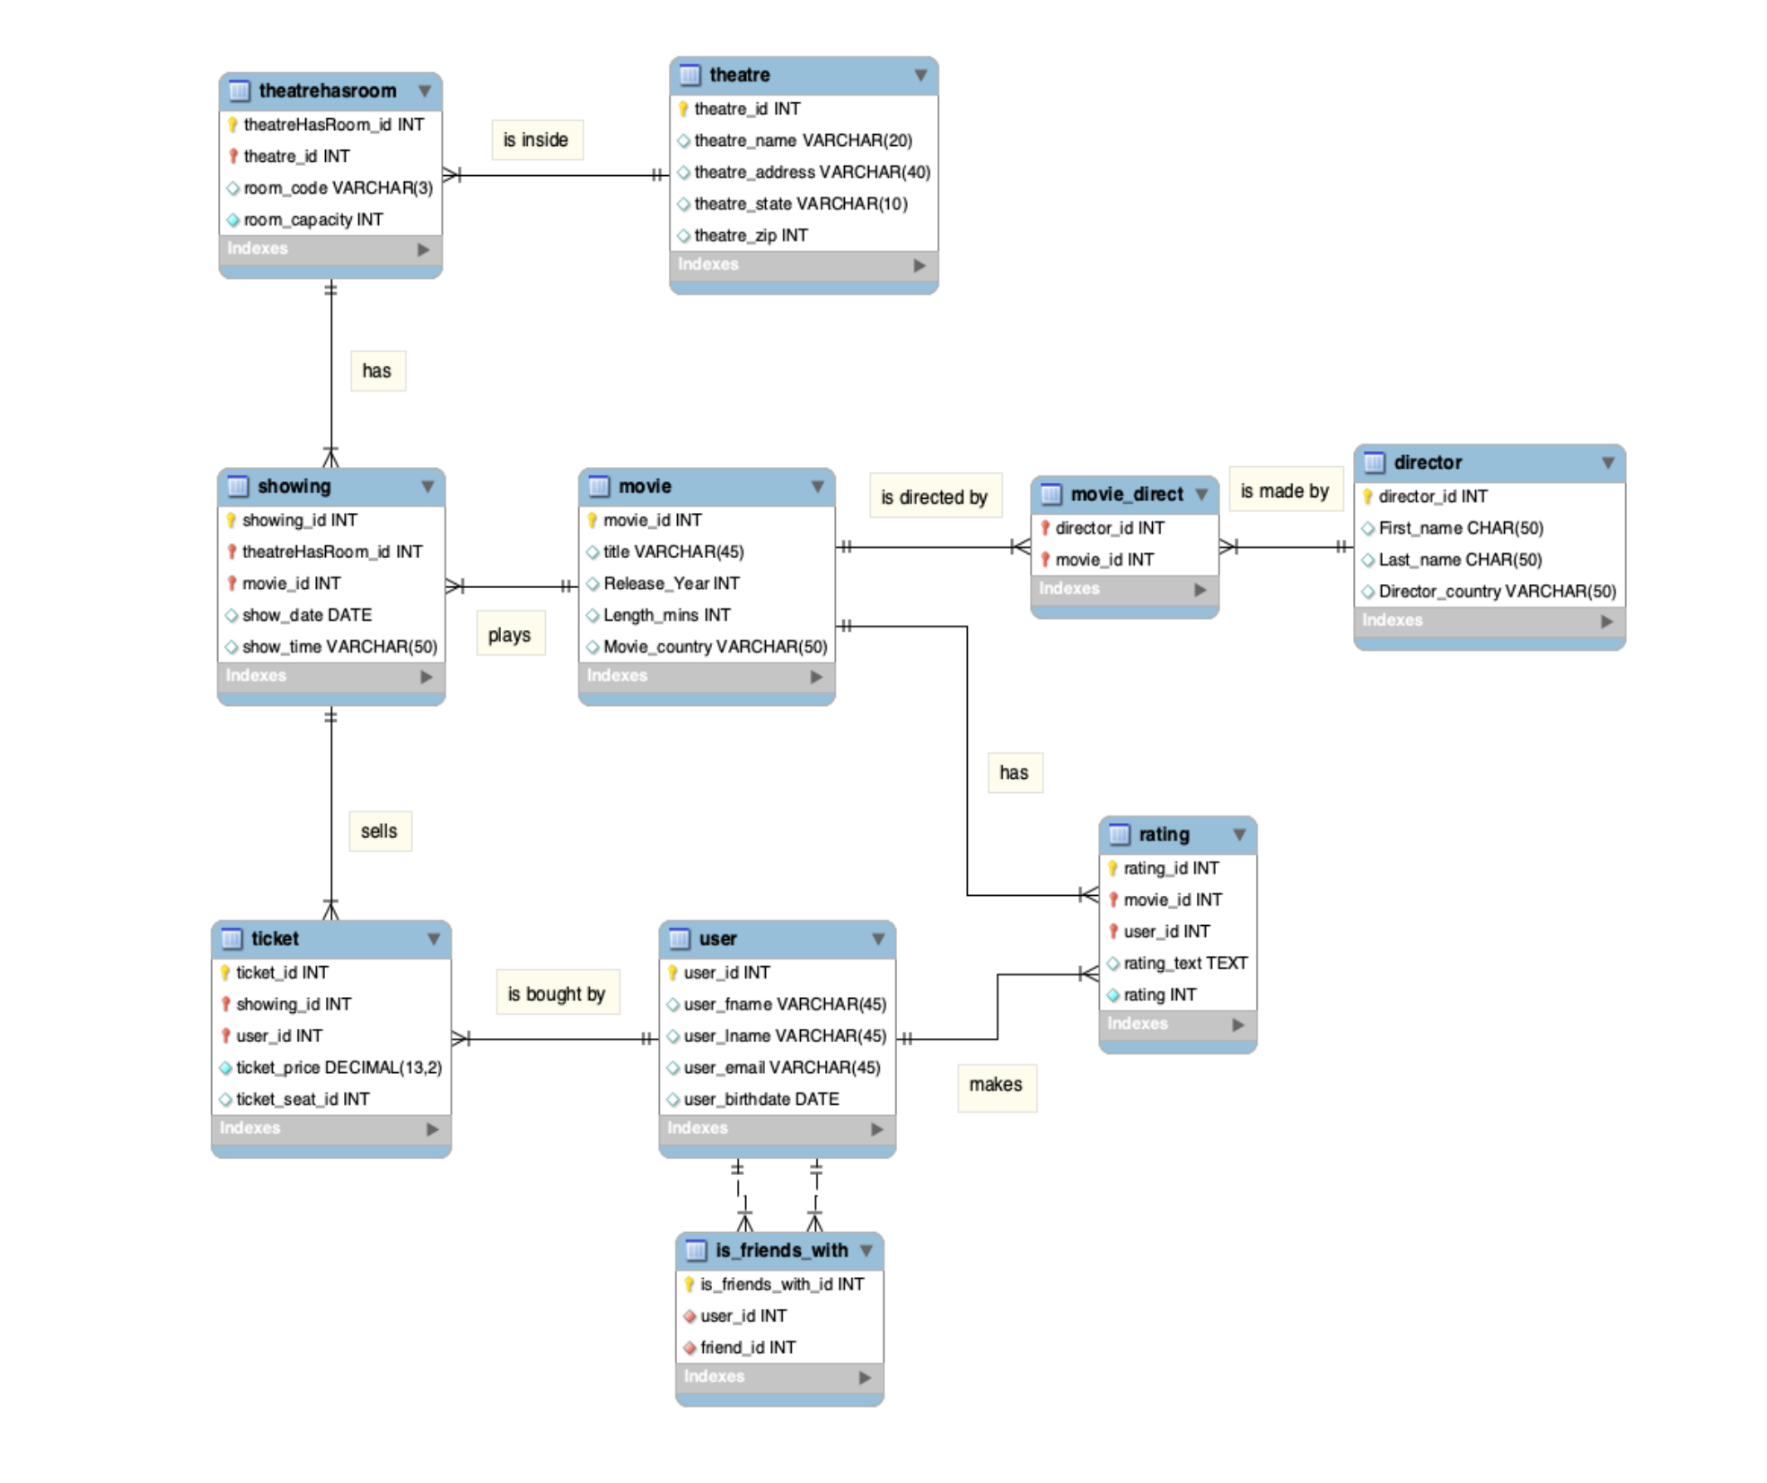 theatrehasroom
theatreHasRoom_id INT
theatre_id INT
room_code VARCHAR(3)
room_capacity INT
Indexes
is inside
theatre
theatre_id INT
theatre_name VARCHAR(20)
theatre_address VARCHAR(40)
theatre_state VARCHAR(10)
theatre_zip INT
Indexes
has
showing
showing_id INT
theatreHasRoom_id INT
movie_id INT
show_date DATE
show_time VARCHAR(50)
Indexes
plays
movie
movie_id INT
title VARCHAR(45)
Release_Year INT
Length_mins INT
Movie_country VARCHAR(50)
Indexes
is directed by
movie_direct
director_id INT
movie_id INT
Indexes
is made by
director
director_id INT
First_name CHAR(50)
Last_name CHAR(50)
Director_country VARCHAR(50)
Indexes
has
sells
rating
rating_id INT
movie_id INT
user_id INT
rating_text TEXT
rating INT
Indexes
ticket
ticket_id INT
showing_id INT
user_id INT
ticket_price DECIMAL(13,2)
ticket_seat_id INT
Indexes
is bought by
user
user_id INT
user_fname VARCHAR(45)
user_lname VARCHAR(45)
user_email VARCHAR(45)
user_birthdate DATE
Indexes
makes
is_friends_with
is_friends_with_id INT
user_id INT
friend_id INT
Indexes